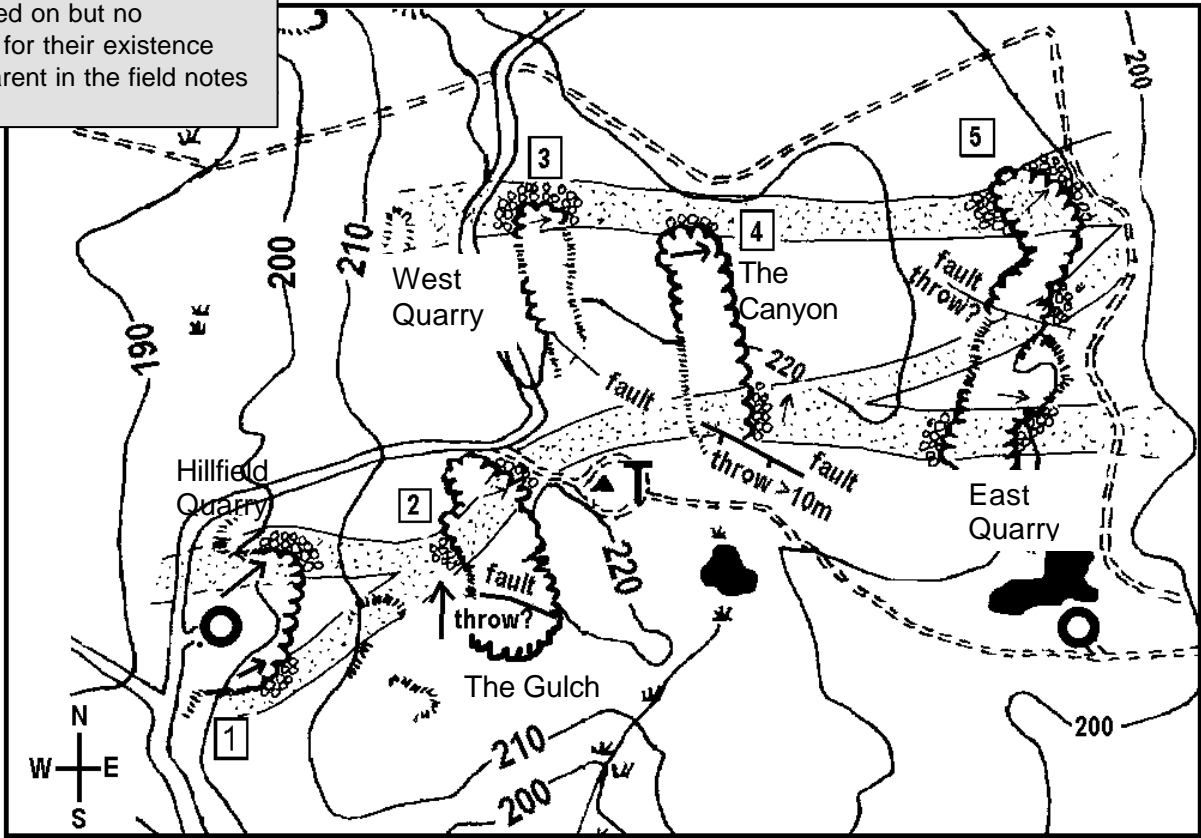 ed on but no
for their existence
arent in the field notes
200
5
3
200
210
4
West
Quarry
The
Canyon
fault
throw?
190
220
fault
Hillfield
Quarry
2
fault
throw >10m
T
East
Quarry
220
fault
throw?
The Gulch
1
N
W E
S
210
200
200